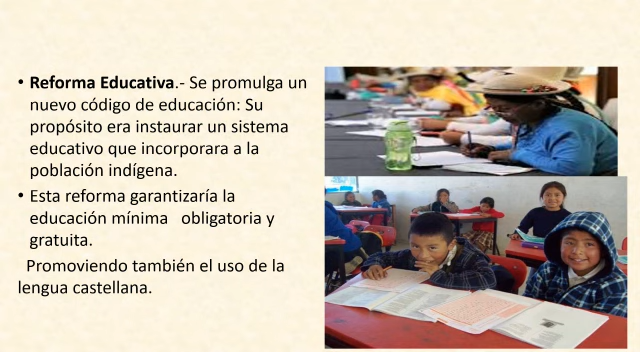 • Reforma Educativa.- Se promulga un
nuevo código de educación: Su
propósito era instaurar un sistema
educativo que incorporara a la
población indígena.
• Esta reforma garantizaría la
educación mínima   obligatoria y
gratuita.
Promoviendo también el uso de la
lengua castellana.